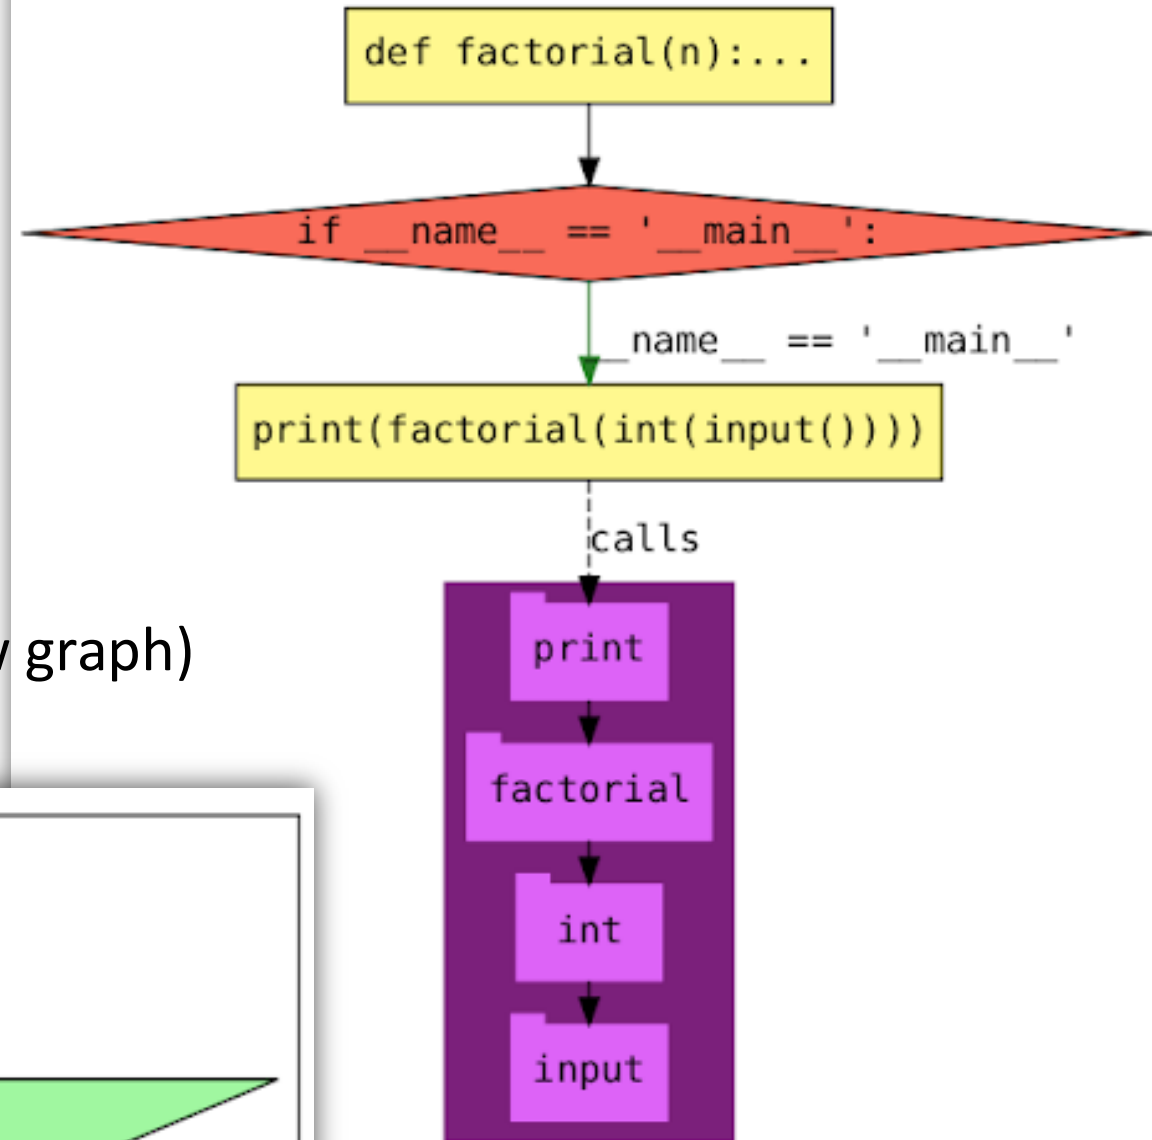 def factorial(n):...
if __name__ == '__main__':
__name__ == '__main__'
print(factorial(int(input())))
calls
print
graph)
factorial
int
input